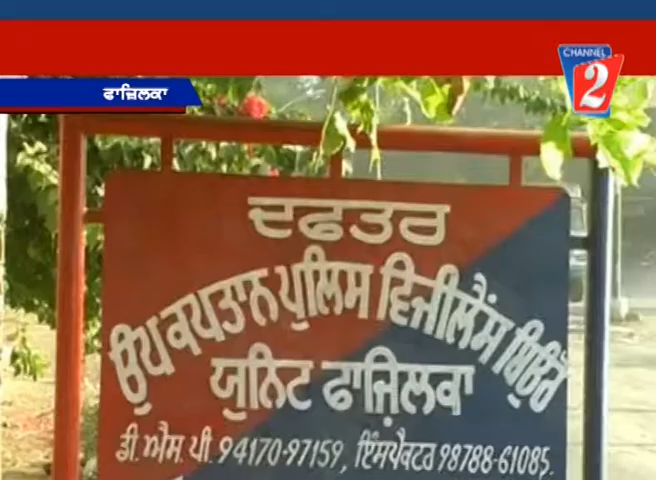 CHANNEL
2
ਫਾਜ਼ਿਲਕਾ
ਦਫਤਰ
ਉਪ ਕਪਤਾਨ ਪੁਲਿਸ ਵਿਜੀਲੈਂਸ ਬਿਊਰੋ
ਯੂਨਿਟ ਫਾਜ਼ਿਲਕਾ
ਡੀ.ਐਸ.ਪੀ. 94170-97159, ਇੰਸਪੈਕਟਰ 98788-61085.